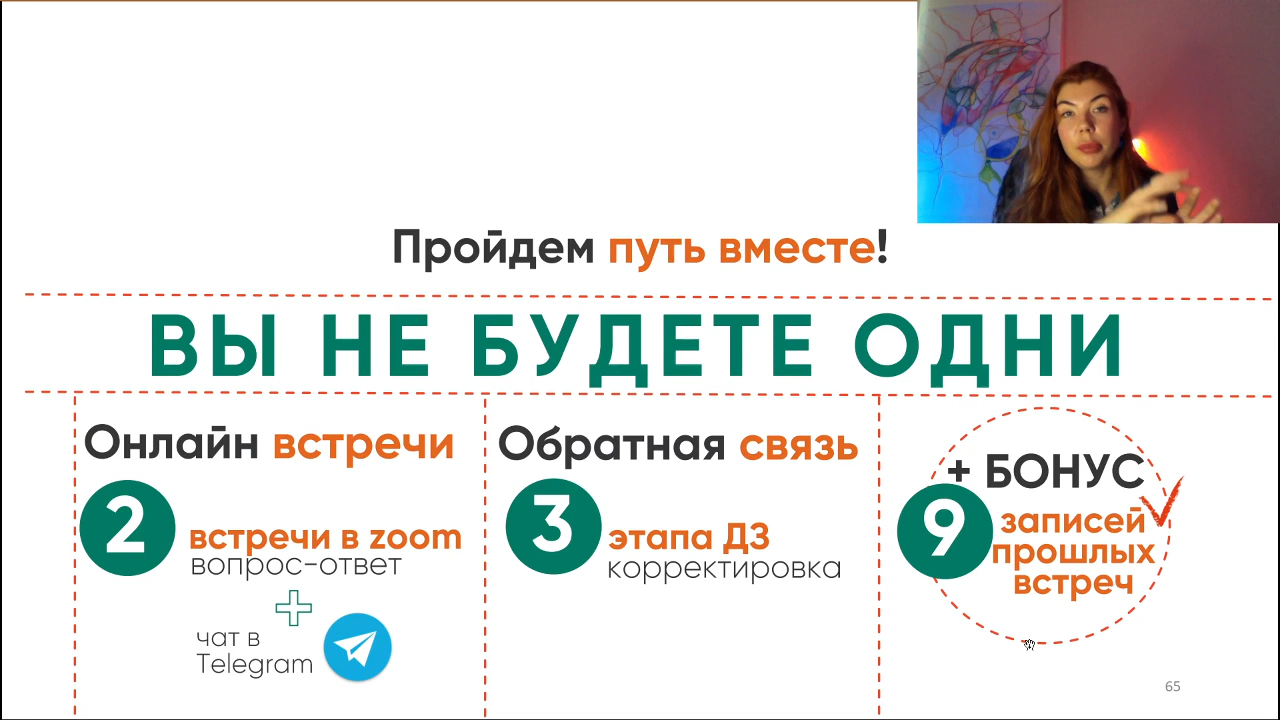 Пройдем путь вместе!
ВЫ НЕ БУДЕТЕ ОДНИ
Онлайн встречи
2
встречи в zoom
вопрос-ответ
чат в
Telegram
Обратная связь
3
этапа ДЗ
корректировка
+ БОНУС
9
записей
прошлых
встреч
65